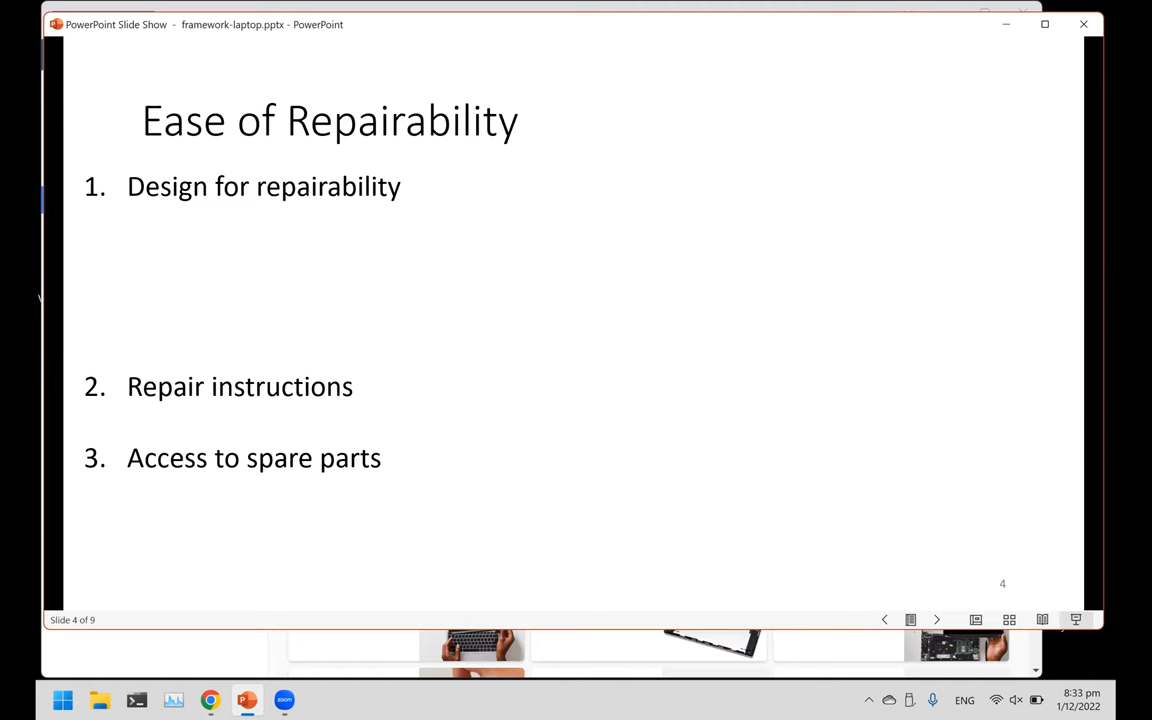 PowerPoint Slide Show - framework-laptop.pptx - PowerPoint
Ease of Repairability
1. Design for repairability
2. Repair instructions
3. Access to spare parts
4
Slide 4 of 9
zoom
ENG
8:33 pm
1/12/2022